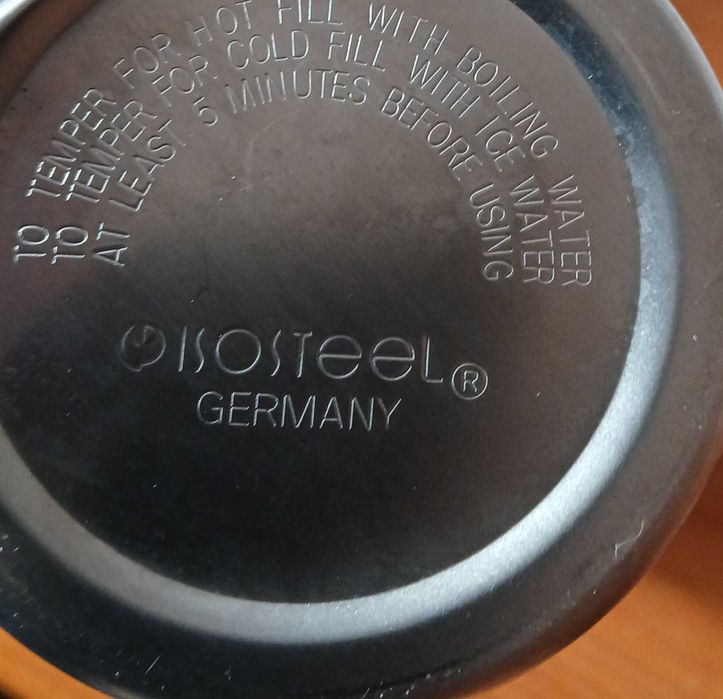 TO TEMPER FOR HOT FILL WITH BOILING WATER
TO TEMPER FOR COLD FILL WITH ICE WATER
AT LEAST 5 MINUTES BEFORE USING
ISOSTEEL®
GERMANY